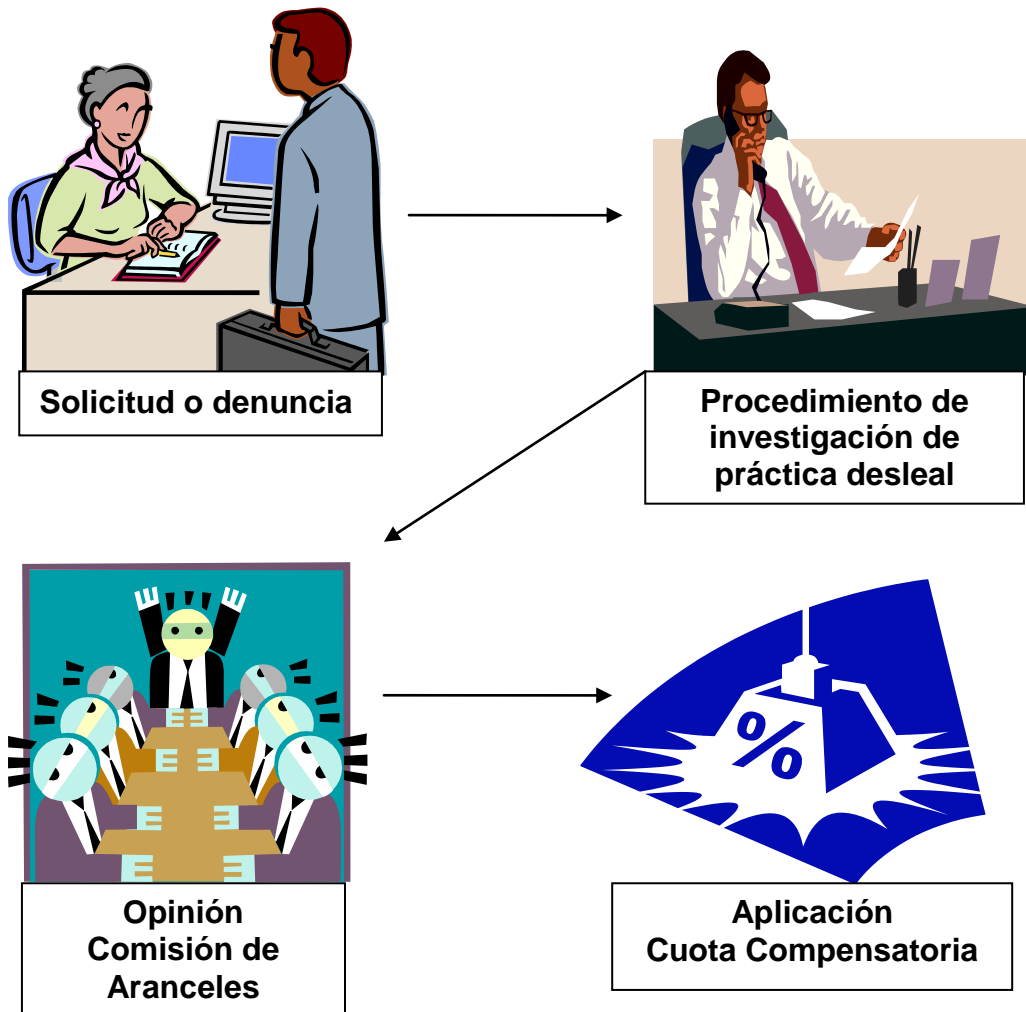 Solicitud o denuncia
Procedimiento de
investigación de
práctica desleal
Opinión
Comisión de
Aranceles
%
Aplicación
Cuota Compensatoria